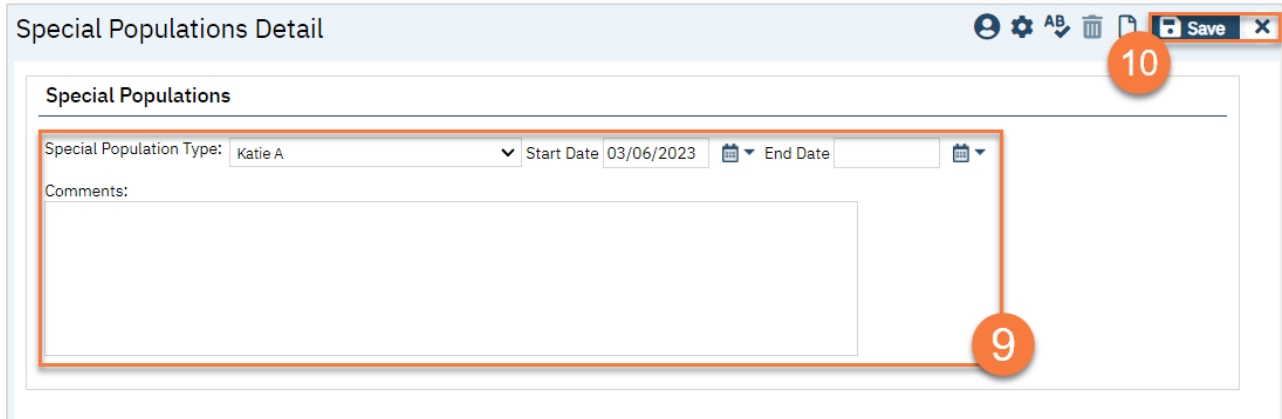 Special Populations Detail
AB
Save
10
Special Populations
Special Population Type: Katie A Start Date 03/06/2023 End Date
Comments:
9